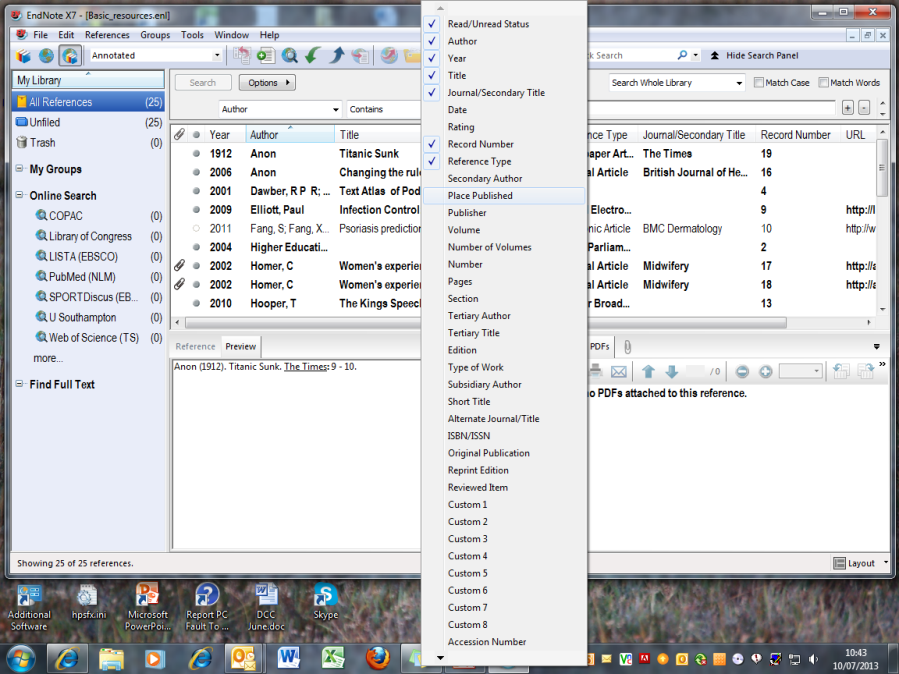 EndNote X7 - [Basic_resources.enl]
File Edit References Groups Tools Window Help
Annotated
ck Search
Hide Search Panel
My Library
All References (25)
Unfiled (25)
Trash (0)
My Groups
Online Search
COPAC (0)
Library of Congress (0)
LISTA (EBSCO) (0)
PubMed (NLM) (0)
SPORTDiscus (EB... (0)
U Southampton (0)
Web of Science (TS) (0)
more...
Find Full Text
Search Options
Search Whole Library
Match Case
Match Words
Author
Contains
Year Author Title nce Type Journal/Secondary Title Record Number URL
1912 Anon Titanic Sunk paper Art... The Times 19
2006 Anon Changing the rul al Article British Journal of He... 16
2001 Dawber, R P R; ... Text Atlas of Pod 4
2009 Elliott, Paul Infection Control Electro... 9 http://l
2011 Fang, S; Fang, X... Psoriasis prediction nic Article BMC Dermatology 10 http://w
2004 Higher Educati... Parliam... 2
2002 Homer, C Women's experie al Article Midwifery 17 http://a
2002 Homer, C Women's experie al Article Midwifery 18 http://a
2010 Hooper, T The Kings Speec r Broad... 13
Reference Preview
Anon (1912). Titanic Sunk. The Times: 9 - 10.
PDFs
/ 0
o PDFs attached to this reference.
Showing 25 of 25 references.
Layout
Read/Unread Status
Author
Year
Title
Journal/Secondary Title
Date
Rating
Record Number
Reference Type
Secondary Author
Place Published
Publisher
Volume
Number of Volumes
Number
Pages
Section
Tertiary Author
Tertiary Title
Edition
Type of Work
Subsidiary Author
Short Title
Alternate Journal/Title
ISBN/ISSN
Original Publication
Reprint Edition
Reviewed Item
Custom 1
Custom 2
Custom 3
Custom 4
Custom 5
Custom 6
Custom 7
Custom 8
Accession Number
Additional Software
hpsfx.ini
Microsoft PowerPoi...
Report PC Fault To ...
DCC June.doc
Skype
10:43
10/07/2013